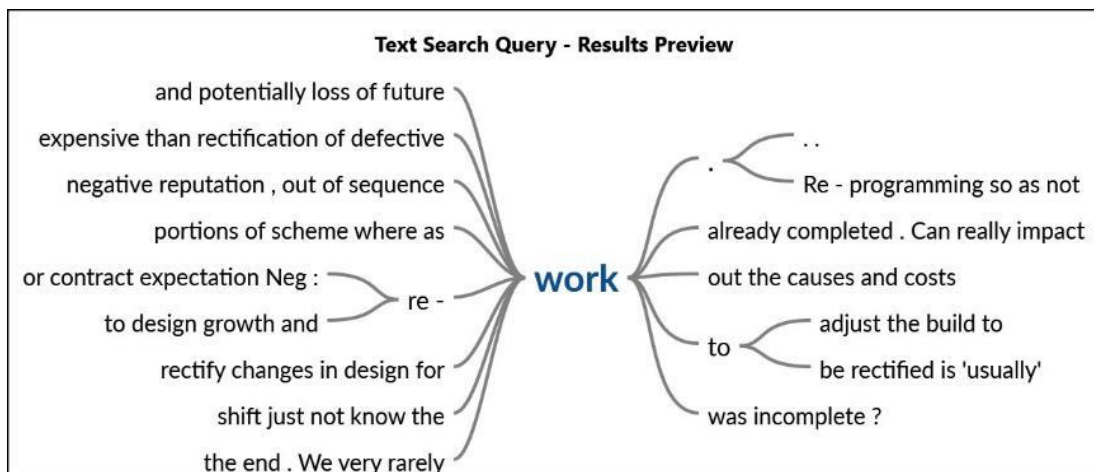 Text Search Query - Results Preview
and potentially loss of future
expensive than rectification of defective
negative reputation , out of sequence
portions of scheme where as
or contract expectation Neg :
to design growth and
re -
rectify changes in design for
shift just not know the
the end . We very rarely
work
.
. .
Re - programming so as not
already completed . Can really impact
out the causes and costs
to
adjust the build to
be rectified is 'usually'
was incomplete ?